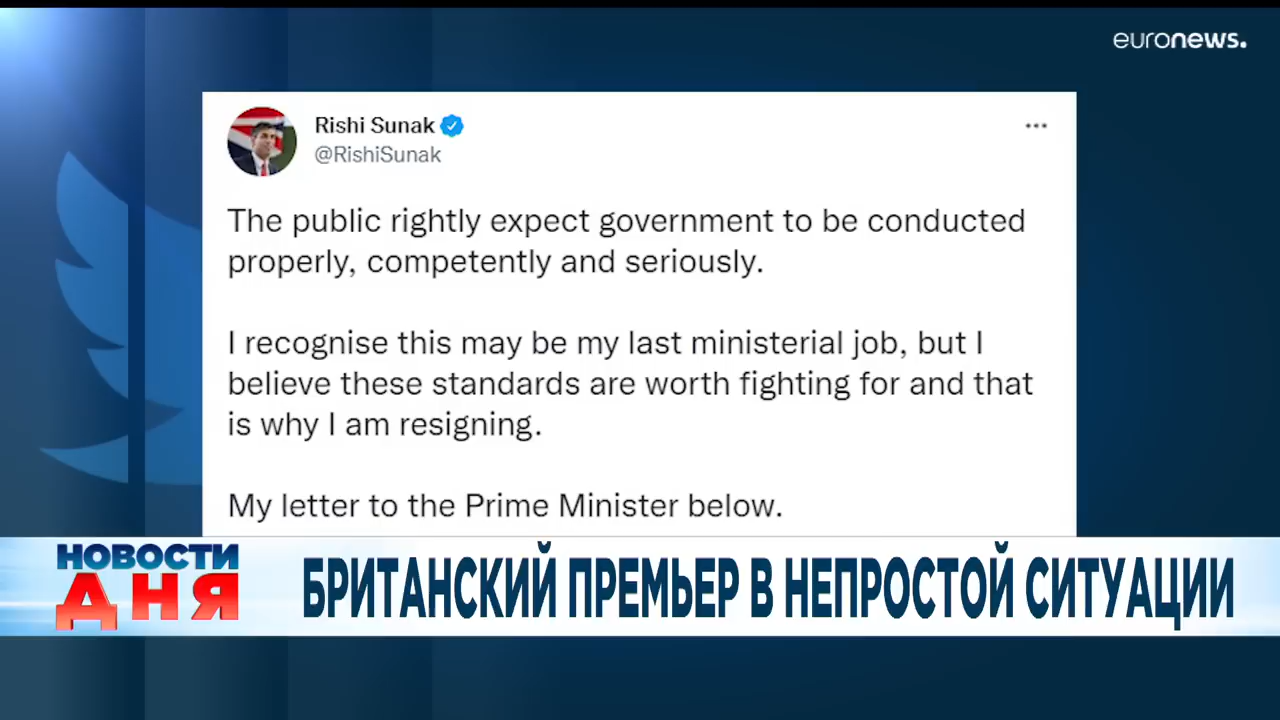 euronews.
Rishi Sunak
@RishiSunak
The public rightly expect government to be conducted
properly, competently and seriously.
I recognise this may be my last ministerial job, but I
believe these standards are worth fighting for and that
is why I am resigning.
My letter to the Prime Minister below.
НОВОСТИ
ДНЯ
БРИТАНСКИЙ ПРЕМЬЕР В НЕПРОСТОЙ СИТУАЦИИ